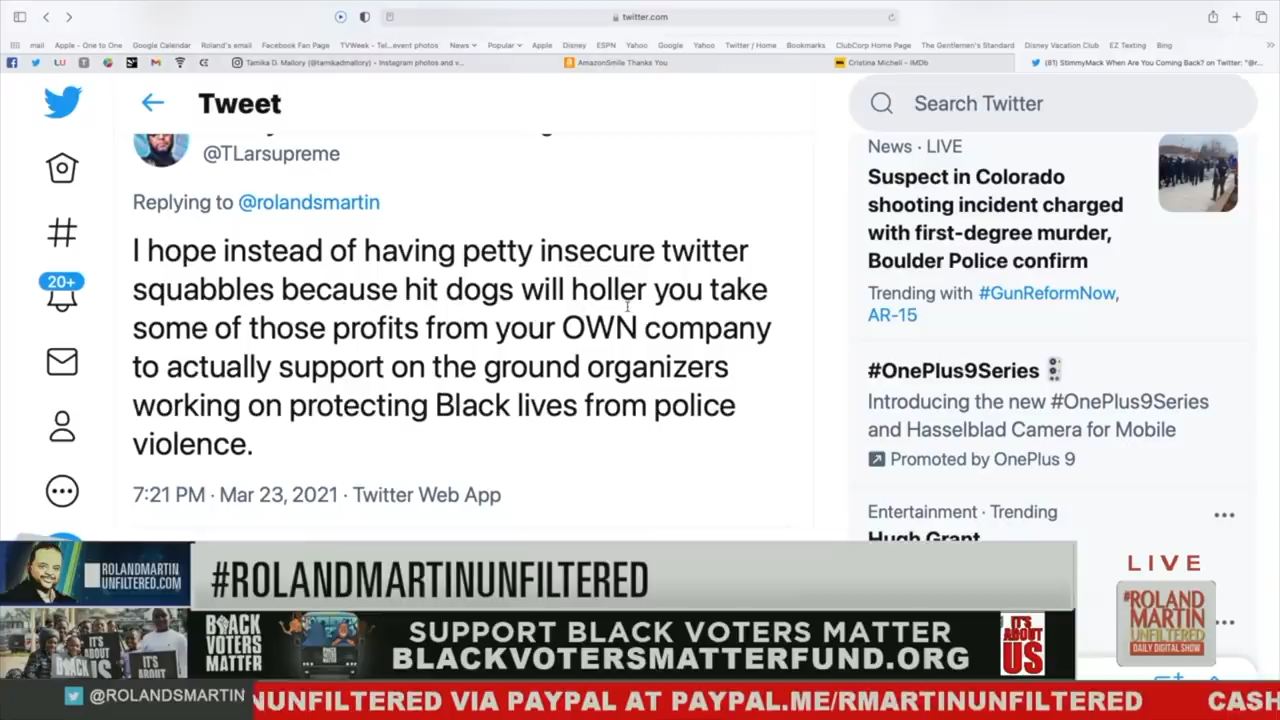 twitter.com
mail Apple - One to One Google Calendar Roland's email Facebook Fan Page TVWeek - Tel...event photos News Popular Apple Disney ESPN Yahoo Google Yahoo Twitter / Home Bookmarks ClubCorp Home Page The Gentlemen's Standard Disney Vacation Club EZ Texting Bing
Tamika D. Mallory (@tamikadmallory) • Instagram photos and v...
AmazonSmile Thanks You
Cristina Micheli - IMDb
(81) StimmyMack When Are You Coming Back? on Twitter: "@r...
Tweet
@TLarsupreme
Replying to @rolandsmartin
I hope instead of having petty insecure twitter
squabbles because hit dogs will holler you take
some of those profits from your OWN company
to actually support on the ground organizers
working on protecting Black lives from police
violence.
7:21 PM · Mar 23, 2021 · Twitter Web App
20+
Search Twitter
News · LIVE
Suspect in Colorado
shooting incident charged
with first-degree murder,
Boulder Police confirm
Trending with #GunReformNow,
AR-15
#OnePlus9Series
Introducing the new #OnePlus9Series
and Hasselblad Camera for Mobile
Promoted by OnePlus 9
Entertainment · Trending
Hugh Grant
ROLANDMARTIN
UNFILTERED.COM
#ROLANDMARTINUNFILTERED
LIVE
#ROLAND
MARTIN
UNFILTERED
DAILY DIGITAL SHOW
IT'S
ABOUT
US
IT'S
BLACK
VOTERS
MATTER
SUPPORT BLACK VOTERS MATTER
BLACKVOTERSMATTERFUND.ORG
IT'S
ABOUT
US
@ROLANDSMARTIN
NUNFILTERED VIA PAYPAL AT PAYPAL.ME/RMARTINUNFILTERED CASH